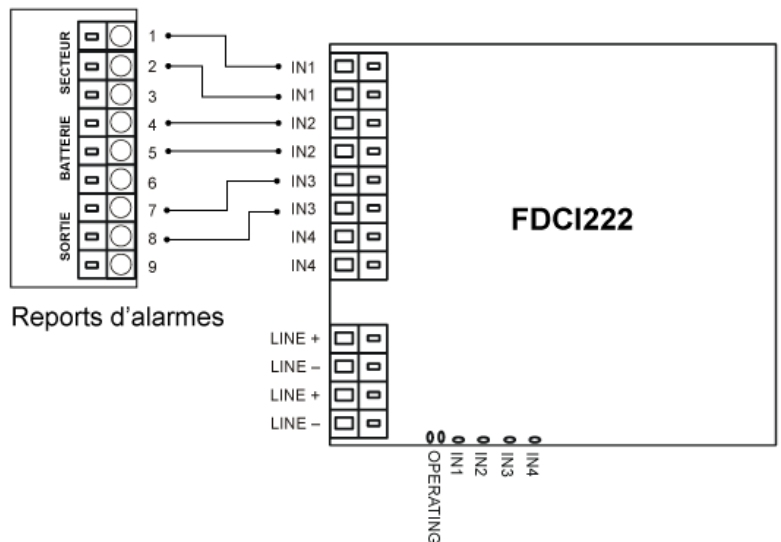 SECTEUR
BATTERIE
SORTIE
1
2
3
4
5
6
7
8
9
Reports d'alarmes
IN1
IN1
IN2
IN2
IN3
IN3
IN4
IN4
LINE +
LINE –
LINE +
LINE –
FDCI222
OPERATING
IN1
IN2
IN3
IN4